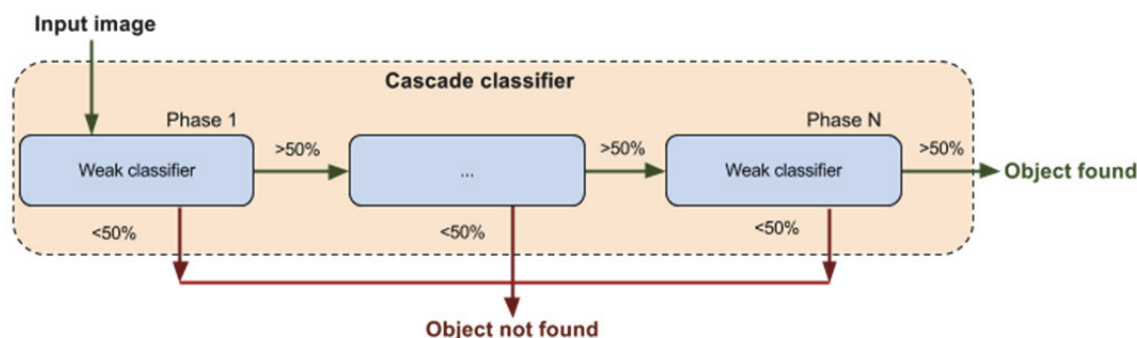 Input image
Cascade classifier
Phase 1
Phase N
Weak classifier
>50%
...
>50%
Weak classifier
>50%
Object found
<50%
<50%
<50%
Object not found